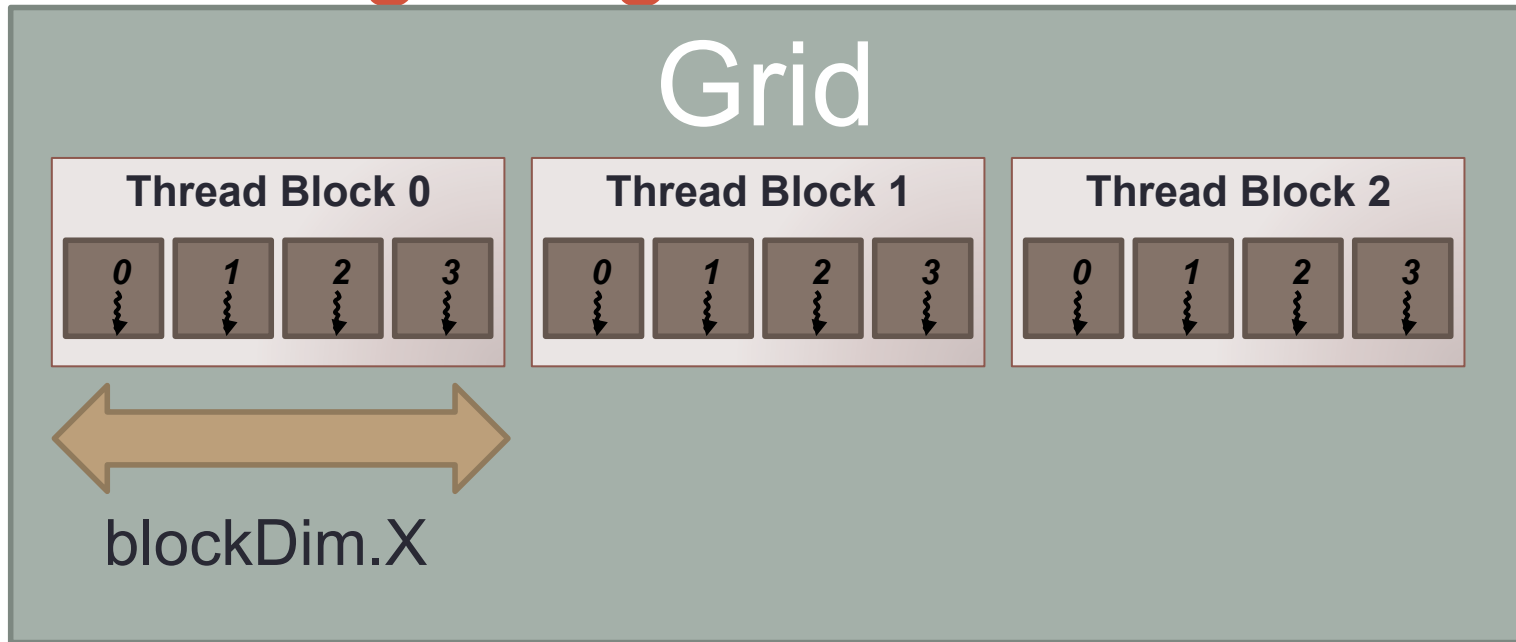 Grid
Thread Block 0 Thread Block 1 Thread Block 2
0 1 2 3 0 1 2 3 0 1 2 3
blockDim.X